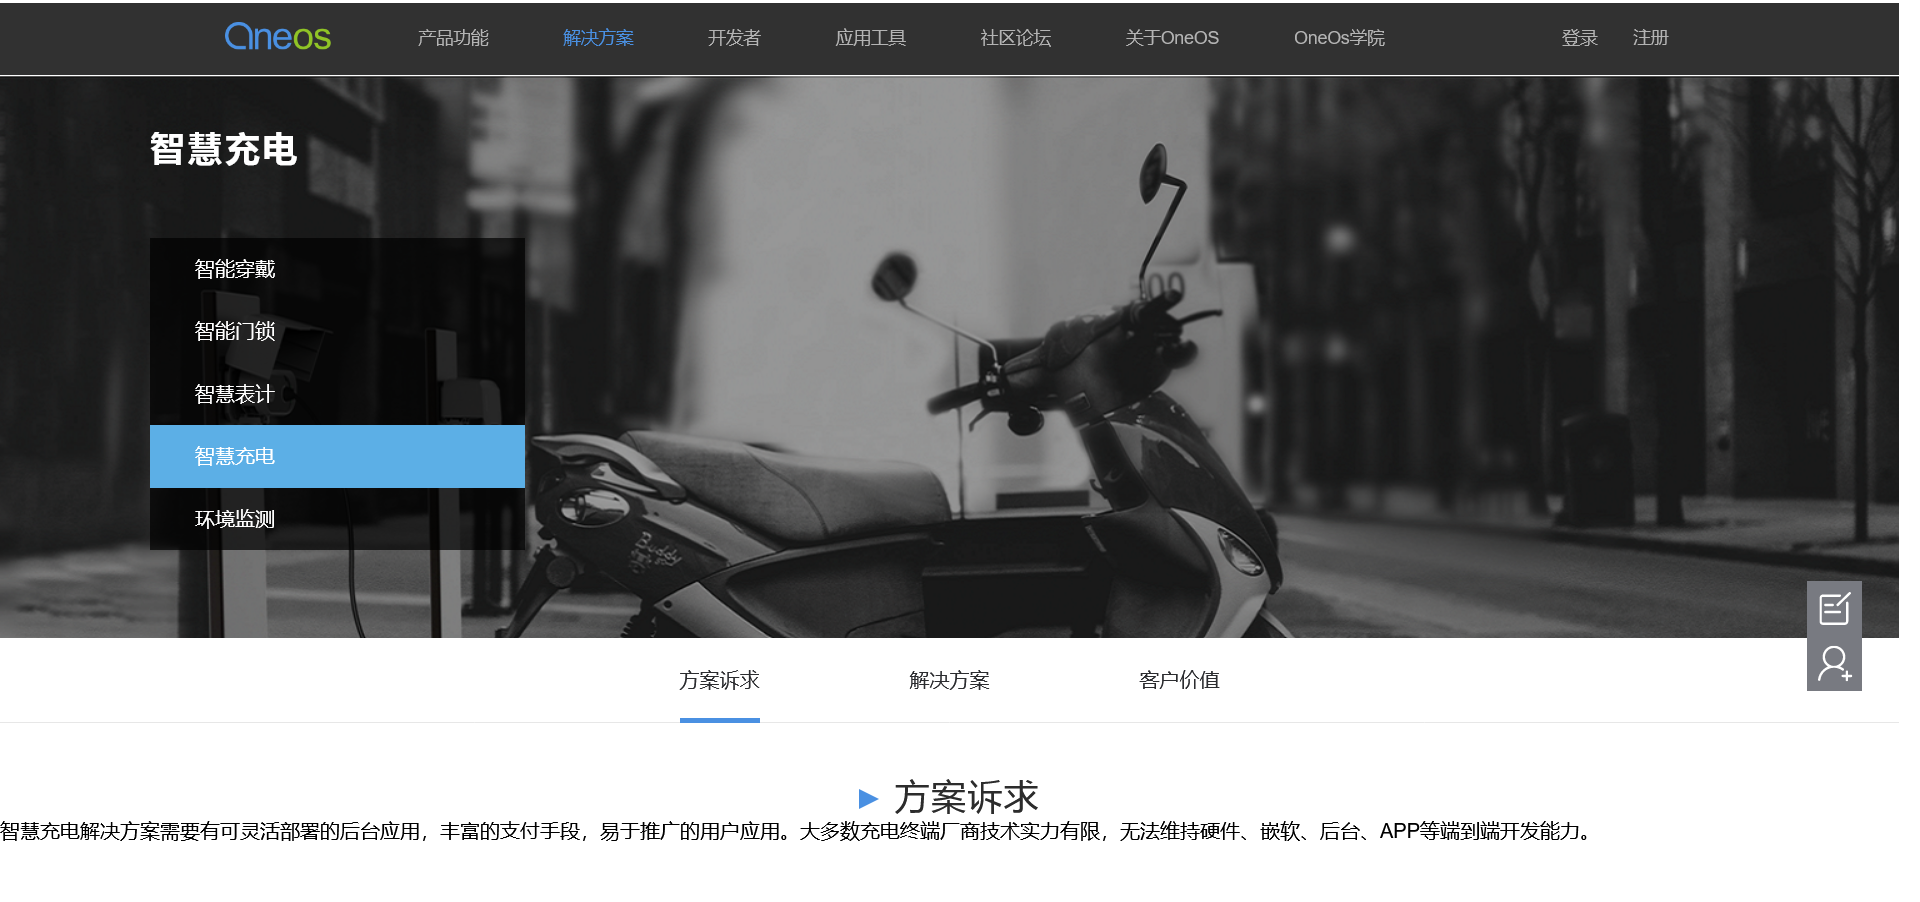 Oneos 产品功能 解决方案 开发者 应用工具 社区论坛 关于OneOS OneOs学院 登录 注册
智慧充电
智能穿戴
智能门锁
智慧表计
智慧充电
环境监测
Buddy
方案诉求 解决方案 客户价值
方案诉求
智慧充电解决方案需要有可灵活部署的后台应用，丰富的支付手段，易于推广的用户应用。大多数充电终端厂商技术实力有限，无法维持硬件、嵌软、后台、APP等端到端开发能力。